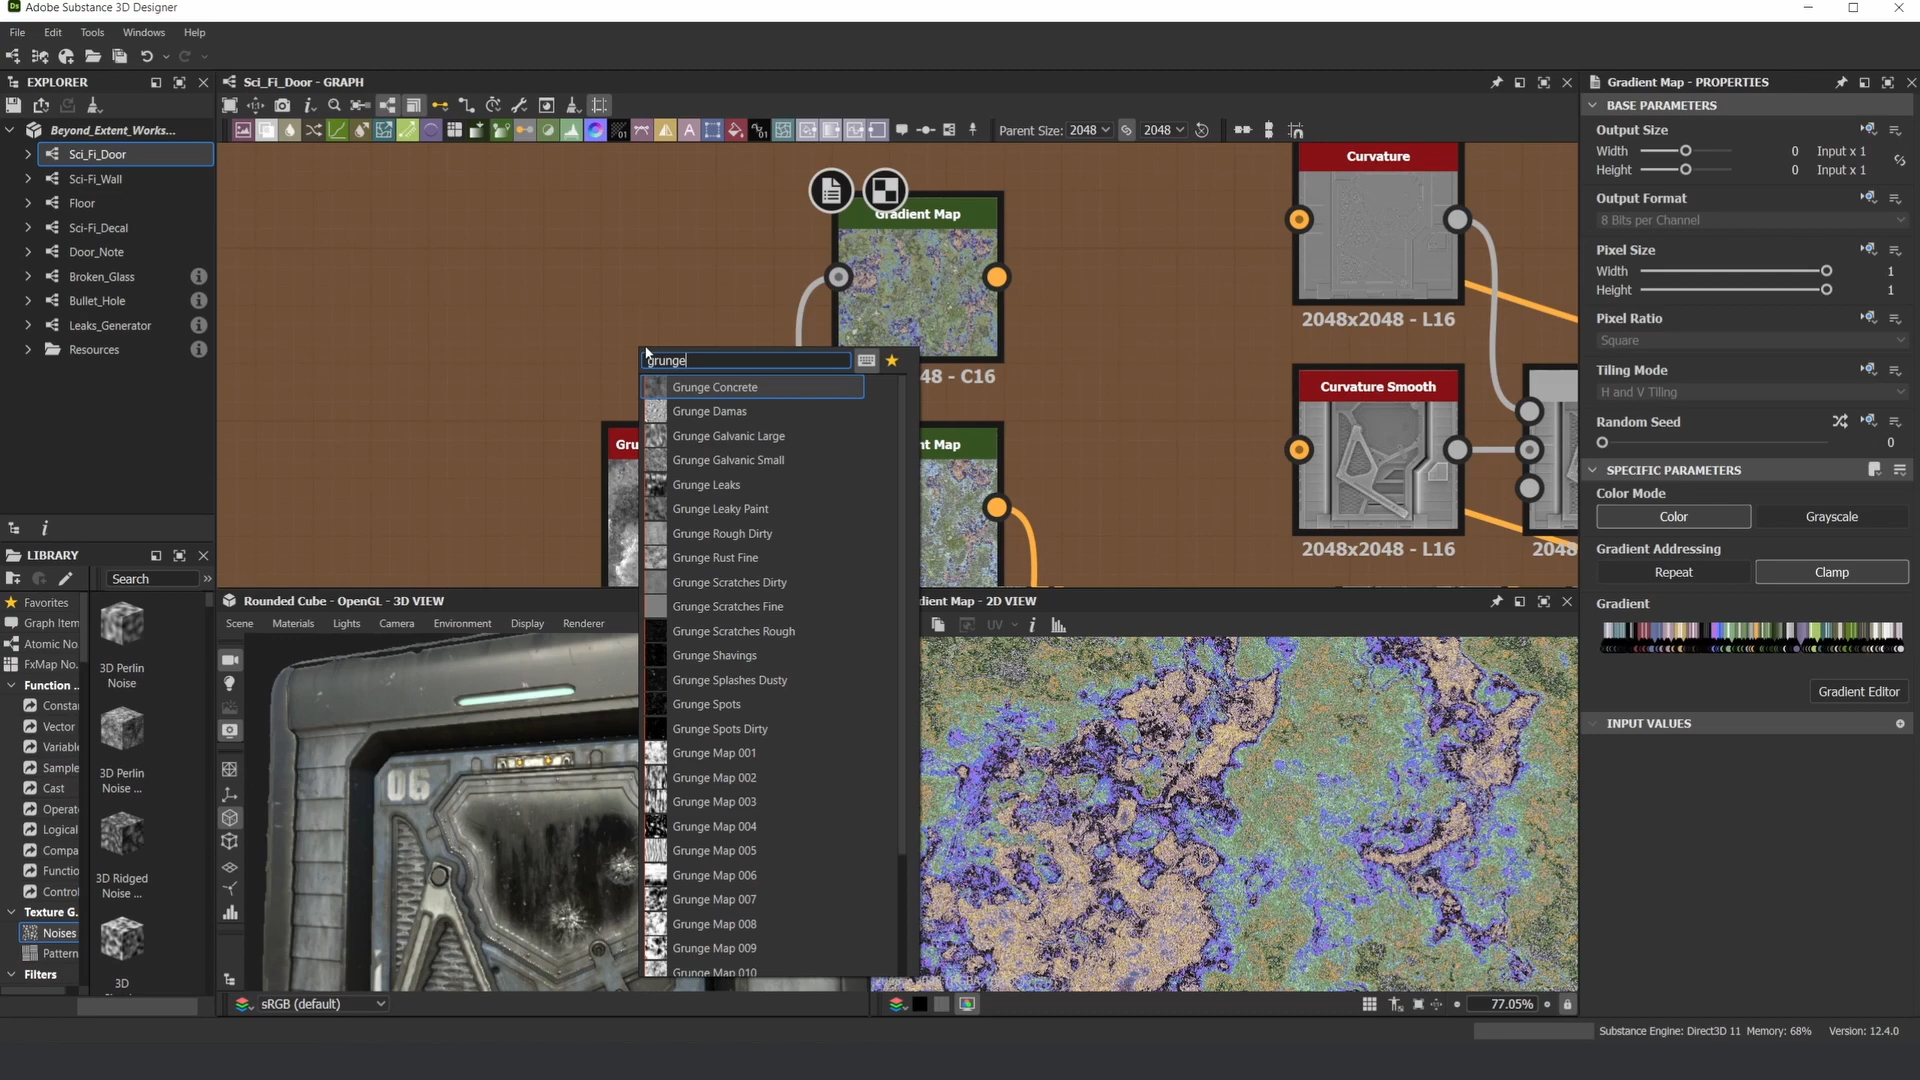 Adobe Substance 3D Designer
File Edit Tools Windows Help
EXPLORER
Beyond_Extent_Works...
Sci_Fi_Door
Sci-Fi_Wall
Floor
Sci-Fi_Decal
Door_Note
Broken_Glass
Bullet_Hole
Leaks_Generator
Resources
LIBRARY
Search
Favorites
Graph Item
Atomic No.
FxMap No.
Function ..
Consta
Vector
Variabl
Sample
Cast
Operat
Logical
Compa
Functio
Control
Texture G.
Noises
Pattern
Filters
3D Perlin
Noise
3D Perlin
Noise ...
3D Ridged
Noise ...
3D
Sci_Fi_Door - GRAPH
Parent Size: 2048
2048
Gradient Map
48 - C16
Gru
nt Map
Curvature
2048x2048 - L16
Curvature Smooth
2048x2048 - L16
2048
grunge
Grunge Concrete
Grunge Damas
Grunge Galvanic Large
Grunge Galvanic Small
Grunge Leaks
Grunge Leaky Paint
Grunge Rough Dirty
Grunge Rust Fine
Grunge Scratches Dirty
Grunge Scratches Fine
Grunge Scratches Rough
Grunge Shavings
Grunge Splashes Dusty
Grunge Spots
Grunge Spots Dirty
Grunge Map 001
Grunge Map 002
Grunge Map 003
Grunge Map 004
Grunge Map 005
Grunge Map 006
Grunge Map 007
Grunge Map 008
Grunge Map 009
Grunge Map 010
Rounded Cube - OpenGL - 3D VIEW
Scene Materials Lights Camera Environment Display Renderer
06
sRGB (default)
dient Map - 2D VIEW
UV
77.05%
Gradient Map - PROPERTIES
BASE PARAMETERS
Output Size
Width 0 Input x 1
Height 0 Input x 1
Output Format
8 Bits per Channel
Pixel Size
Width 1
Height 1
Pixel Ratio
Square
Tiling Mode
H and V Tiling
Random Seed
0
SPECIFIC PARAMETERS
Color Mode
Color Grayscale
Gradient Addressing
Repeat Clamp
Gradient
Gradient Editor
INPUT VALUES
Substance Engine: Direct3D 11 Memory: 68% Version: 12.4.0